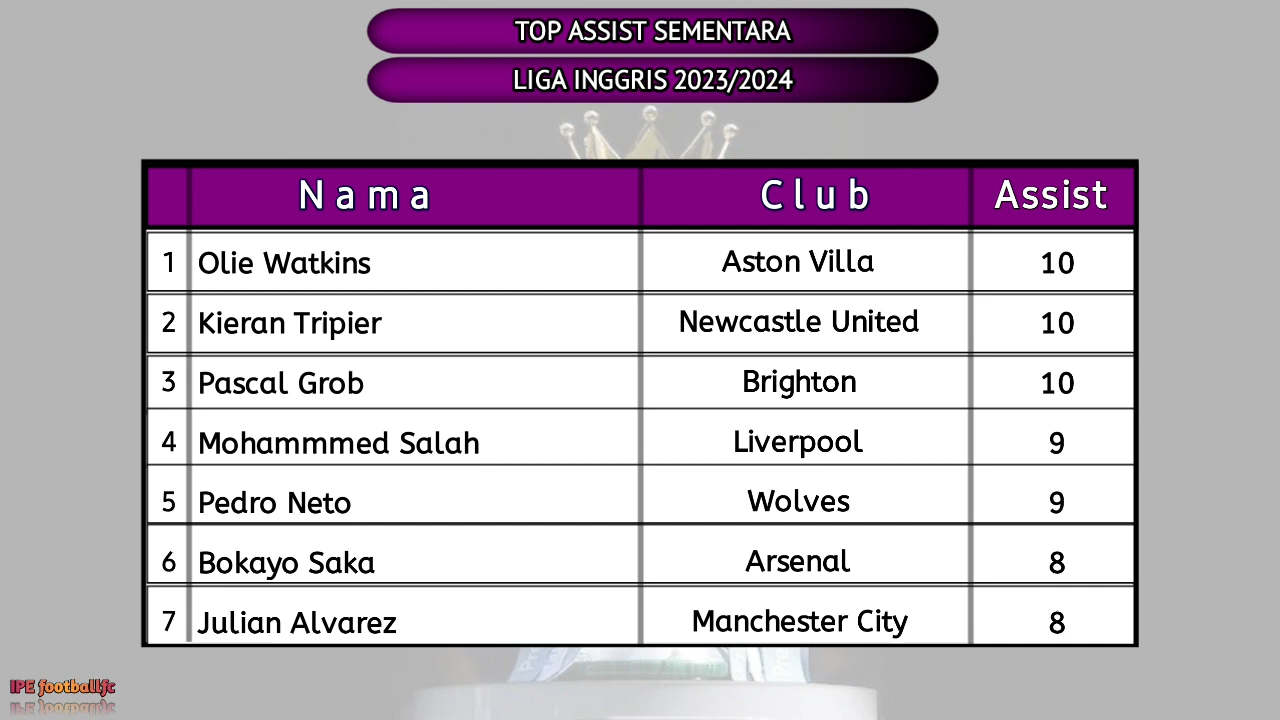 TOP ASSIST SEMENTARA
LIGA INGGRIS 2023/2024
Nama Club Assist
1 Olie Watkins Aston Villa 10
2 Kieran Tripier Newcastle United 10
3 Pascal Grob Brighton 10
4 Mohammmed Salah Liverpool 9
5 Pedro Neto Wolves 9
6 Bokayo Saka Arsenal 8
7 Julian Alvarez Manchester City 8
IPE footballfc